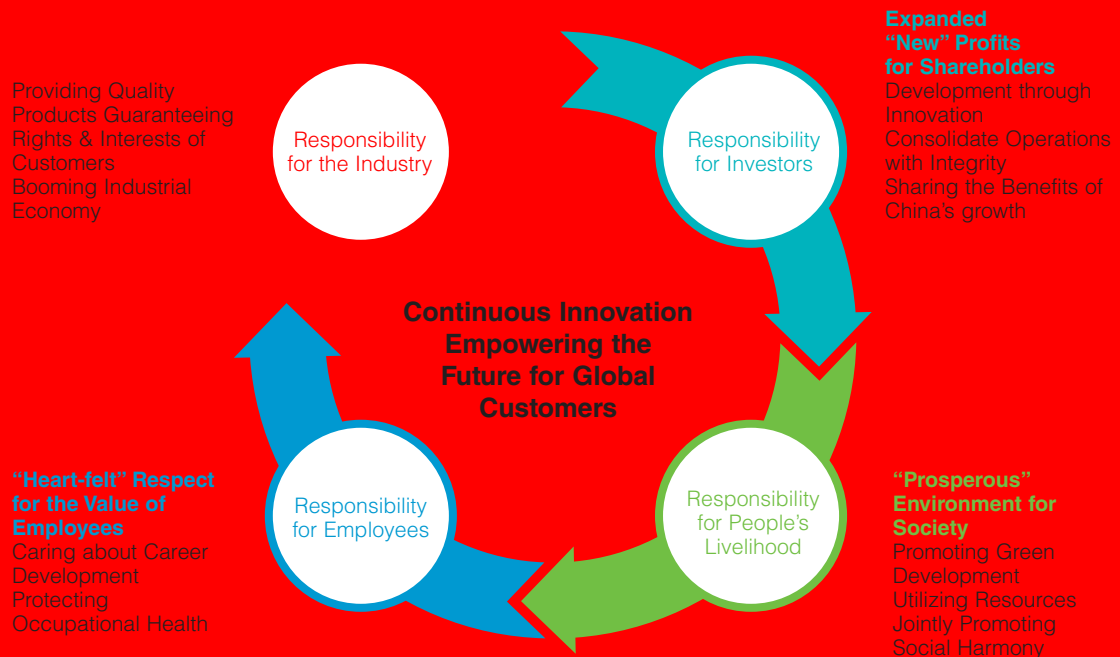 Providing Quality
Products Guaranteeing
Rights & Interests of
Customers
Booming Industrial
Economy
Responsibility
for the Industry
Responsibility
for Investors
Expanded
“New” Profits
for Shareholders
Development through
Innovation
Consolidate Operations
with Integrity
Sharing the Benefits of
China’s growth
Continuous Innovation
Empowering the
Future for Global
Customers
“Heart-felt” Respect
for the Value of
Employees
Caring about Career
Development
Protecting
Occupational Health
Responsibility
for Employees
Responsibility
for People’s
Livelihood
“Prosperous”
Environment for
Society
Promoting Green
Development
Utilizing Resources
Jointly Promoting
Social Harmony